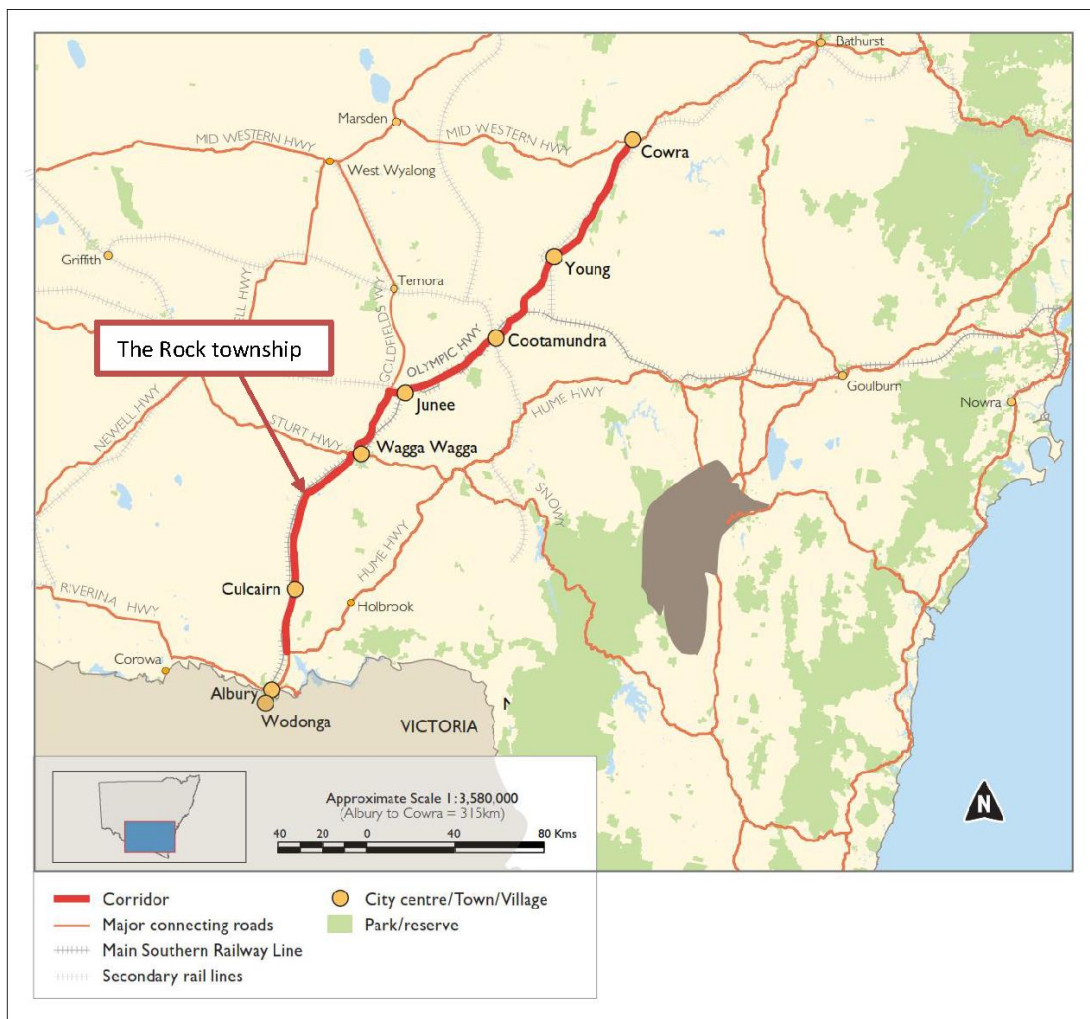 Bathurst
Marsden
MID WESTERN HWY
MID WESTERN HWY
West Wyalong
Cowra
Griffith
Young
Temora
NEWELL HWY
GOLDFIELDS WY
OLYMPIC HWY
The Rock township
Cootamundra
Goulburn
Junee
HUME HWY
Nowra
NEWELL HWY
STURT HWY
Wagga Wagga
SNOWY
HUME HWY
Culcairn
RIVERINA HWY
Holbrook
Corowa
Albury
Wodonga
VICTORIA
N
Approximate Scale 1:3,580,000
(Albury to Cowra = 315km)
40 20 0 40 80 Kms
Corridor
Major connecting roads
Main Southern Railway Line
Secondary rail lines
City centre/Town/Village
Park/reserve